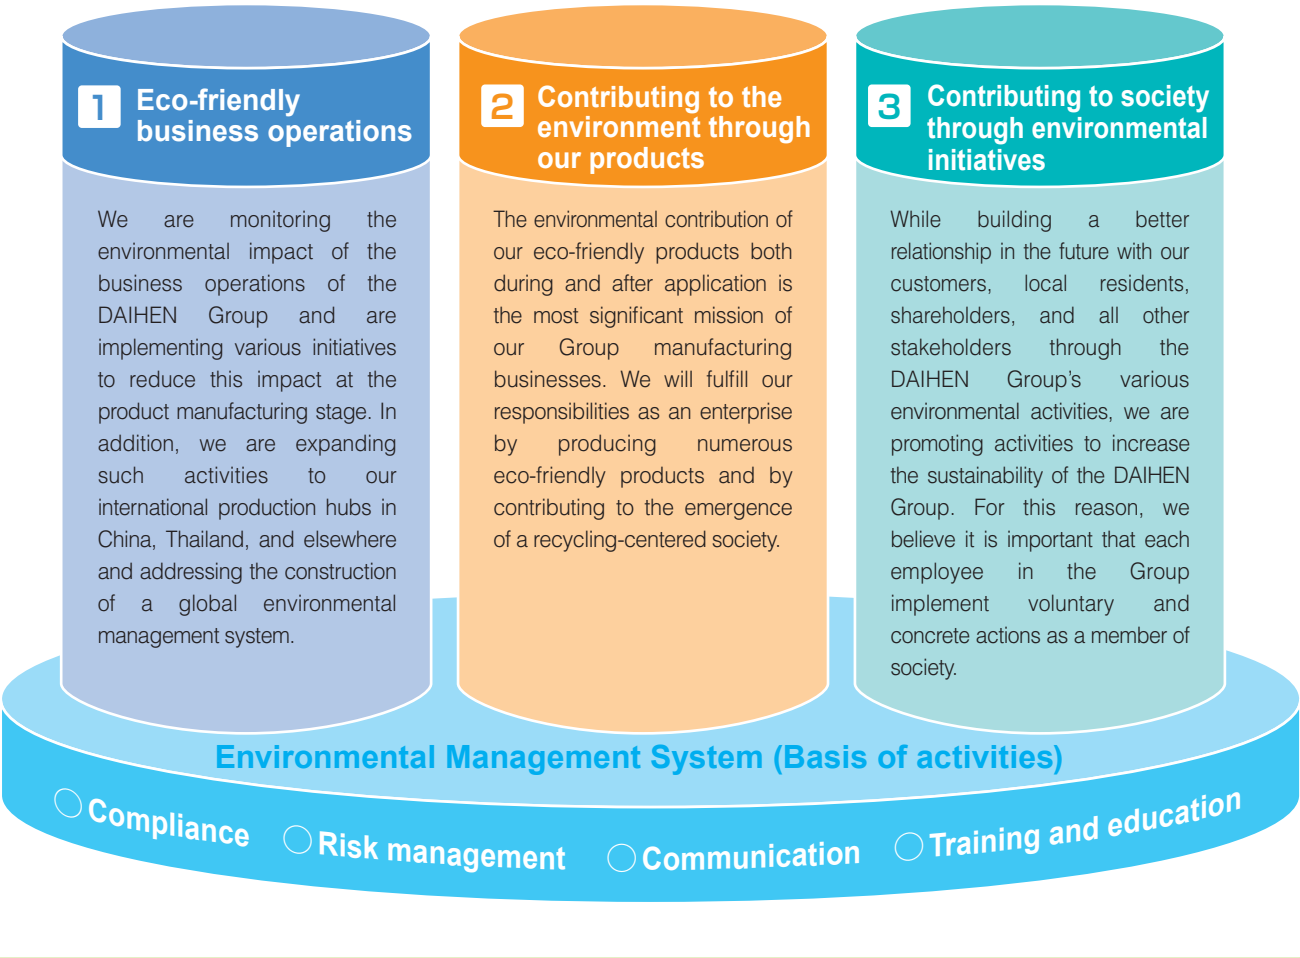 1 Eco-friendly
business operations
We are monitoring the
environmental impact of the
business operations of the
DAIHEN Group and are
implementing various initiatives
to reduce this impact at the
product manufacturing stage. In
addition, we are expanding
such activities to our
international production hubs in
China, Thailand, and elsewhere
and addressing the construction
of a global environmental
management system.
2 Contributing to the
environment through
our products
The environmental contribution of
our eco-friendly products both
during and after application is
the most significant mission of
our Group manufacturing
businesses. We will fulfill our
responsibilities as an enterprise
by producing numerous
eco-friendly products and by
contributing to the emergence
of a recycling-centered society.
3 Contributing to society
through environmental
initiatives
While building a better
relationship in the future with our
customers, local residents,
shareholders, and all other
stakeholders through the
DAIHEN Group's various
environmental activities, we are
promoting activities to increase
the sustainability of the DAIHEN
Group. For this reason, we
believe it is important that each
employee in the Group
implement voluntary and
concrete actions as a member of
society.
Environmental Management System (Basis of activities)
○ Compliance ○ Risk management ○ Communication ○ Training and education